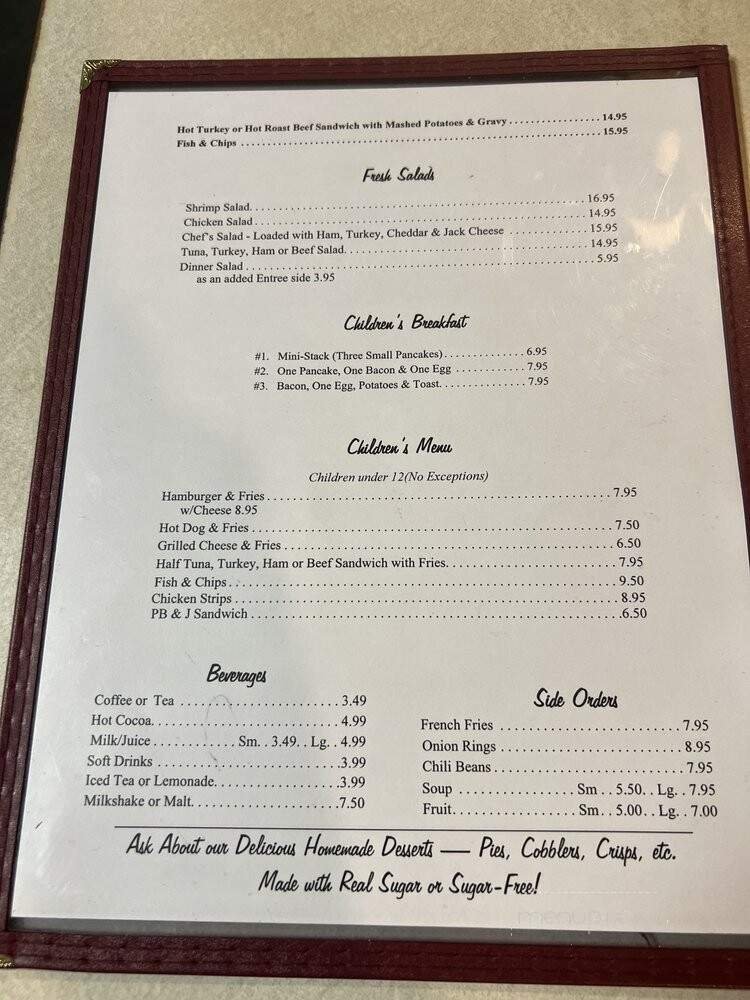 Hot Turkey or Hot Roast Beef Sandwich with Mashed Potatoes & Gravy . . . . . . . . . . . . . . . . 14.95
Fish & Chips . . . . . . . . . . . . . . . . . . . . . . . . . . . . . . . . . . . . . . . . . . . . . . . . . . 15.95
Fresh Salads
Shrimp Salad. . . . . . . . . . . . . . . . . . . . . . . . . . . . . . . . . . . . . . . . . . . . . . 16.95
Chicken Salad . . . . . . . . . . . . . . . . . . . . . . . . . . . . . . . . . . . . . . . . . . . . . 14.95
Chef's Salad - Loaded with Ham, Turkey, Cheddar & Jack Cheese . . . . . . . . . . . . 15.95
Tuna, Turkey, Ham or Beef Salad. . . . . . . . . . . . . . . . . . . . . . . . . . . . . . . . . 14.95
Dinner Salad . . . . . . . . . . . . . . . . . . . . . . . . . . . . . . . . . . . . . . . . . . . . . . 5.95
as an added Entree side 3.95
Children's Breakfast
#1. Mini-Stack (Three Small Pancakes). . . . . . . . . . . . . . 6.95
#2. One Pancake, One Bacon & One Egg . . . . . . . . . . . . 7.95
#3. Bacon, One Egg, Potatoes & Toast. . . . . . . . . . . . . . 7.95
Children's Menu
Children under 12(No Exceptions)
Hamburger & Fries . . . . . . . . . . . . . . . . . . . . . . . . . . . . . . . . . . . . . . . . 7.95
w/Cheese 8.95
Hot Dog & Fries . . . . . . . . . . . . . . . . . . . . . . . . . . . . . . . . . . . . . . . . . . 7.50
Grilled Cheese & Fries . . . . . . . . . . . . . . . . . . . . . . . . . . . . . . . . . . . . . 6.50
Half Tuna, Turkey, Ham or Beef Sandwich with Fries. . . . . . . . . . . . . . . . . . 7.95
Fish & Chips . . . . . . . . . . . . . . . . . . . . . . . . . . . . . . . . . . . . . . . . . . . . 9.50
Chicken Strips . . . . . . . . . . . . . . . . . . . . . . . . . . . . . . . . . . . . . . . . . . . 8.95
PB & J Sandwich . . . . . . . . . . . . . . . . . . . . . . . . . . . . . . . . . . . . . . . . . .6.50
Beverages
Coffee or Tea . . . . . . . . . . . . . . . . . . . . . . . 3.49
Hot Cocoa. . . . . . . . . . . . . . . . . . . . . . . . . . 4.99
Milk/Juice . . . . . . . . . . . . Sm. . 3.49. . Lg. . 4.99
Soft Drinks . . . . . . . . . . . . . . . . . . . . . . . . . .3.99
Iced Tea or Lemonade. . . . . . . . . . . . . . . . . .3.99
Milkshake or Malt. . . . . . . . . . . . . . . . . . . . .7.50
Side Orders
French Fries . . . . . . . . . . . . . . . . . . . . . . . . 7.95
Onion Rings . . . . . . . . . . . . . . . . . . . . . . . . 8.95
Chili Beans . . . . . . . . . . . . . . . . . . . . . . . . . 7.95
Soup . . . . . . . . . . . . . . . Sm . . 5.50. . Lg. . 7.95
Fruit. . . . . . . . . . . . . . . . Sm. . 5.00. . Lg. . 7.00
Ask About our Delicious Homemade Desserts — Pies, Cobblers, Crisps, etc.
Made with Real Sugar or Sugar-Free!